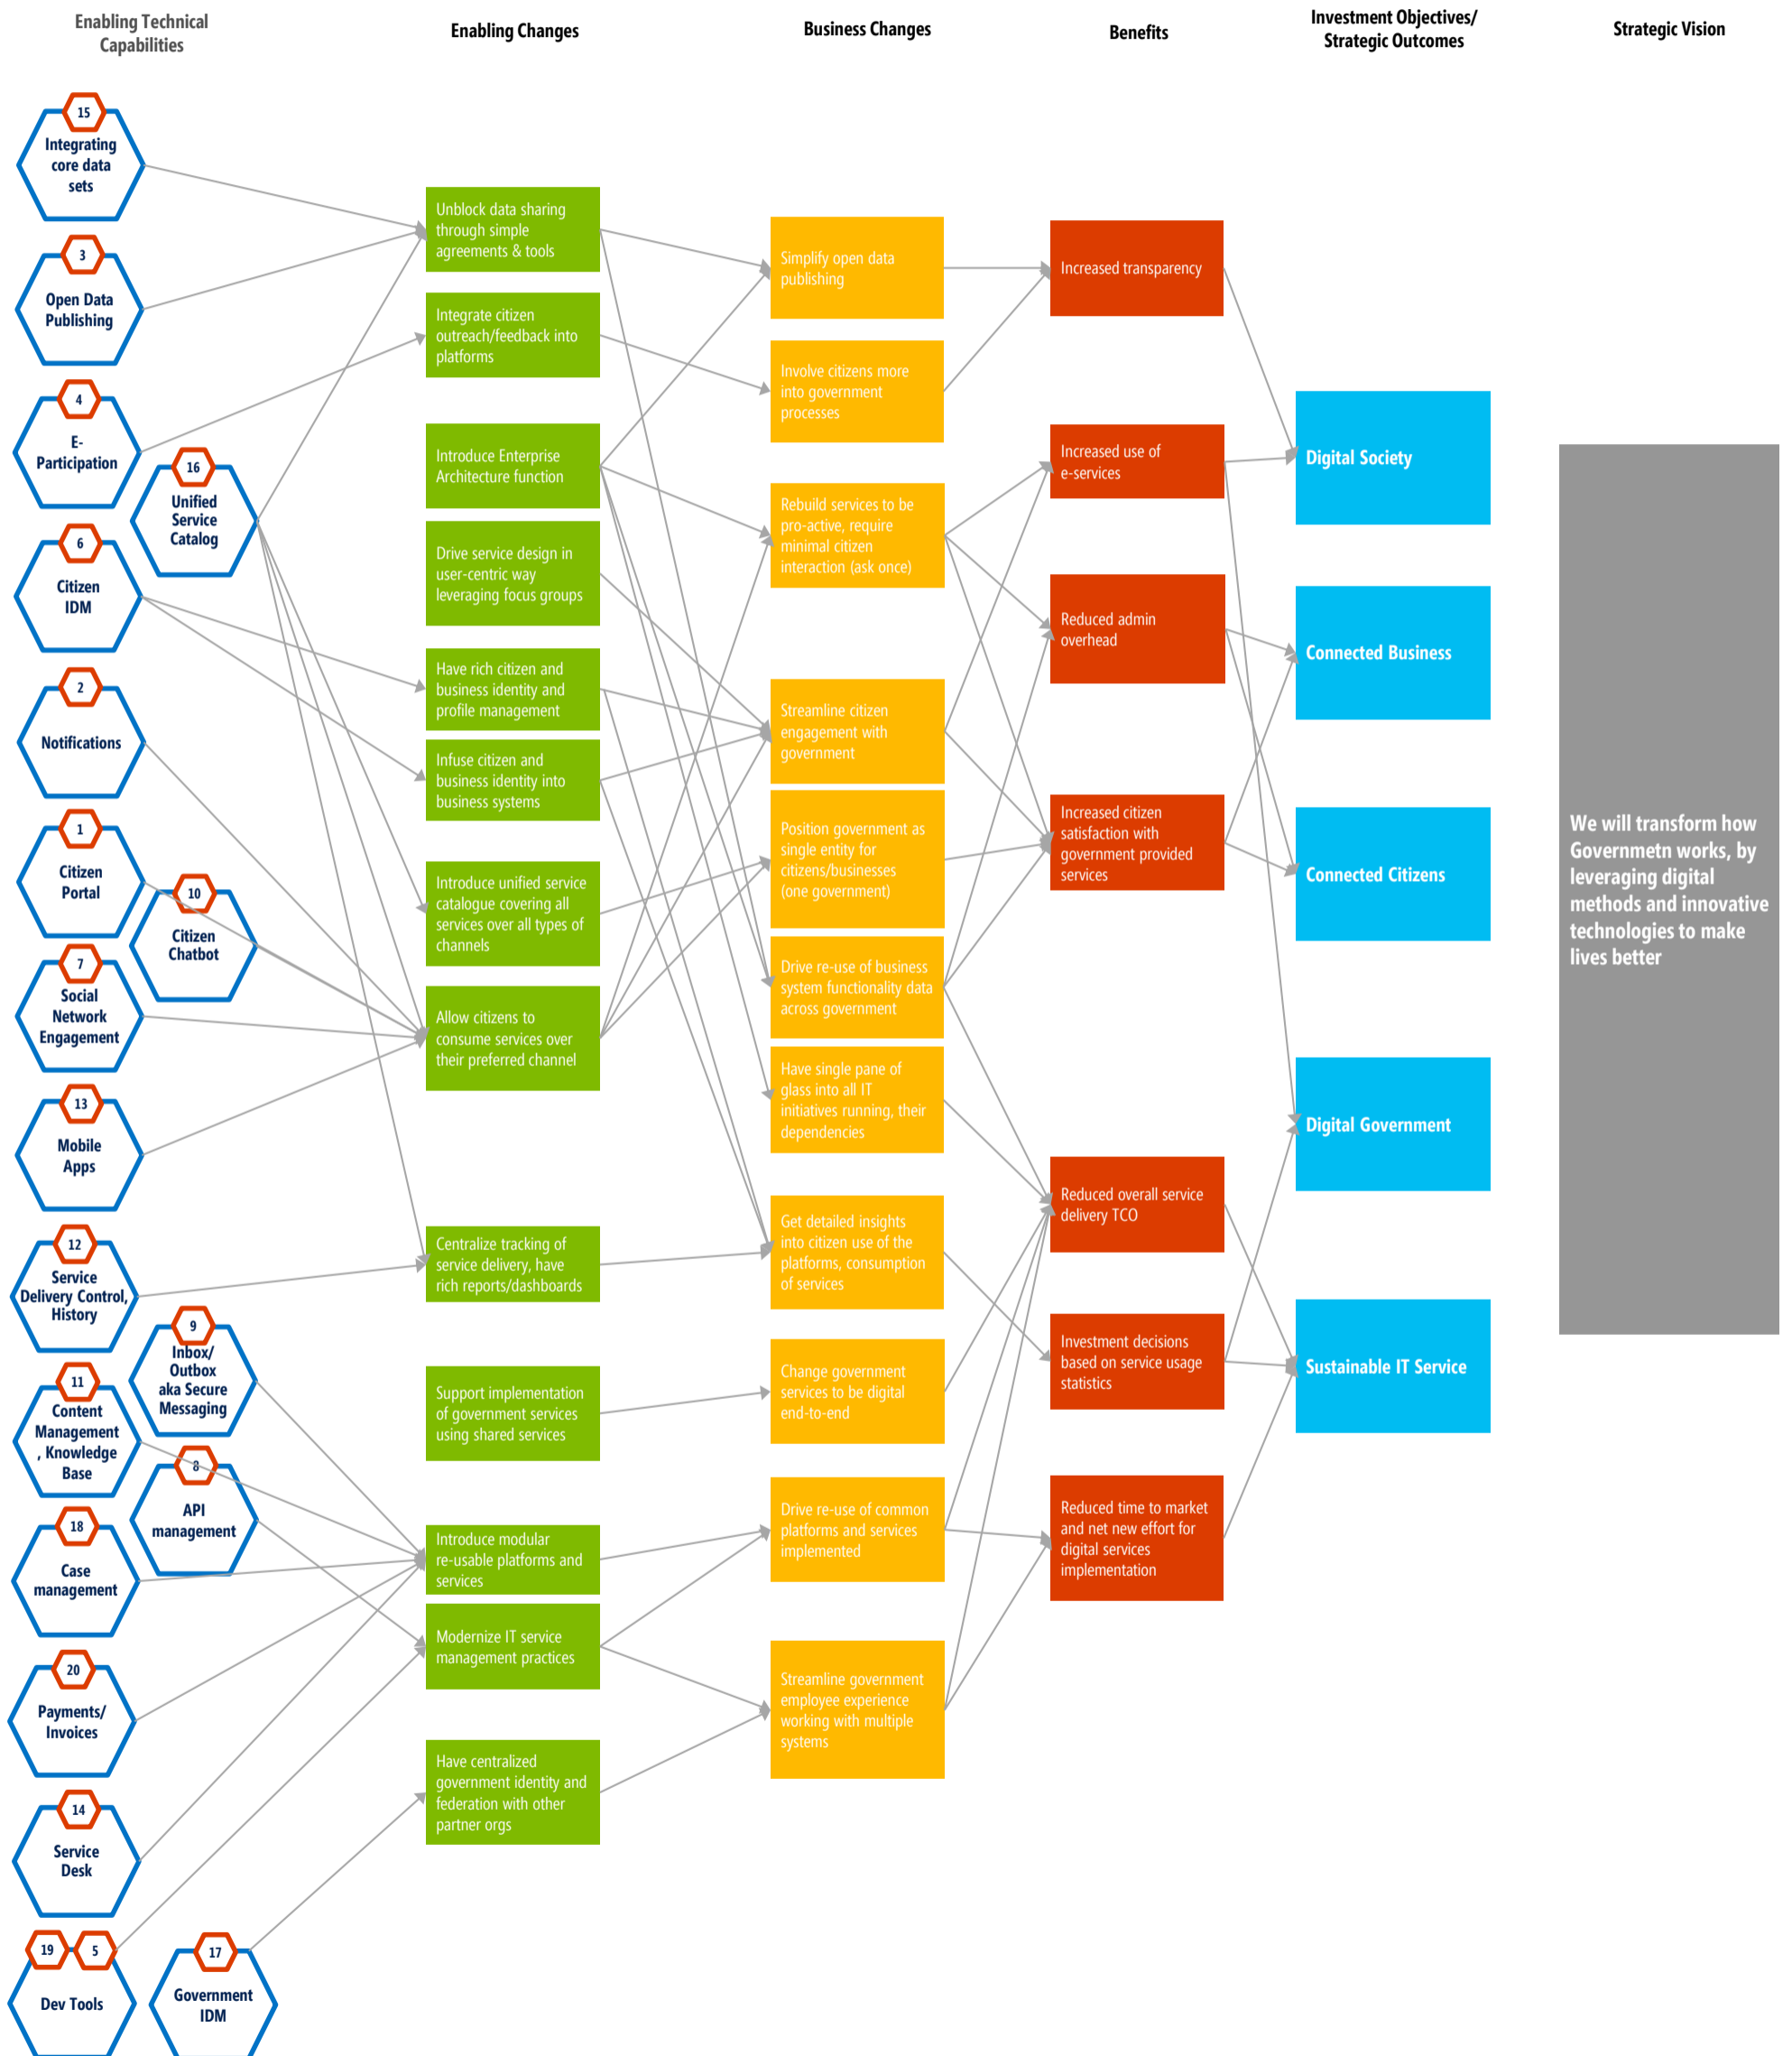 Enabling Technical
Capabilities
Enabling Changes
Business Changes
Benefits
Investment Objectives/
Strategic Outcomes
Strategic Vision
15
Integrating
core data
sets
3
Open Data
Publishing
4
E-
Participation
16
Unified
Service
Catalog
6
Citizen
IDM
2
Notifications
1
Citizen
Portal
10
Citizen
Chatbot
7
Social
Network
Engagement
13
Mobile
Apps
12
Service
Delivery Control,
History
9
Inbox/
Outbox
aka Secure
Messaging
11
Content
Management
, Knowledge
Base
8
API
management
18
Case
management
20
Payments/
Invoices
14
Service
Desk
19
5
Dev Tools
17
Government
IDM
Unblock data sharing
through simple
agreements & tools
Integrate citizen
outreach/feedback into
platforms
Introduce Enterprise
Architecture function
Drive service design in
user-centric way
leveraging focus groups
Have rich citizen and
business identity and
profile management
Infuse citizen and
business identity into
business systems
Introduce unified service
catalogue covering all
services over all types of
channels
Allow citizens to
consume services over
their preferred channel
Centralize tracking of
service delivery, have
rich reports/dashboards
Support implementation
of government services
using shared services
Introduce modular
re-usable platforms and
services
Modernize IT service
management practices
Have centralized
government identity and
federation with other
partner orgs
Simplify open data
publishing
Involve citizens more
into government
processes
Rebuild services to be
pro-active, require
minimal citizen
interaction (ask once)
Streamline citizen
engagement with
government
Position government as
single entity for
citizens/businesses
(one government)
Drive re-use of business
system functionality data
across government
Have single pane of
glass into all IT
initiatives running, their
dependencies
Get detailed insights
into citizen use of the
platforms, consumption
of services
Change government
services to be digital
end-to-end
Drive re-use of common
platforms and services
implemented
Streamline government
employee experience
working with multiple
systems
Increased transparency
Increased use of
e-services
Reduced admin
overhead
Increased citizen
satisfaction with
government provided
services
Reduced overall service
delivery TCO
Investment decisions
based on service usage
statistics
Reduced time to market
and net new effort for
digital services
implementation
Digital Society
Connected Business
Connected Citizens
Digital Government
Sustainable IT Service
We will transform how
Governmetn works, by
leveraging digital
methods and innovative
technologies to make
lives better